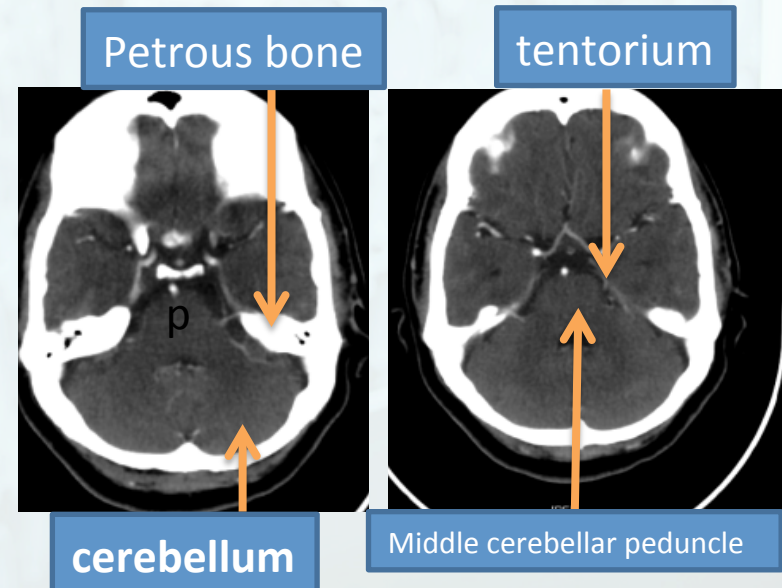 Petrous bone
tentorium
p
cerebellum
Middle cerebellar peduncle